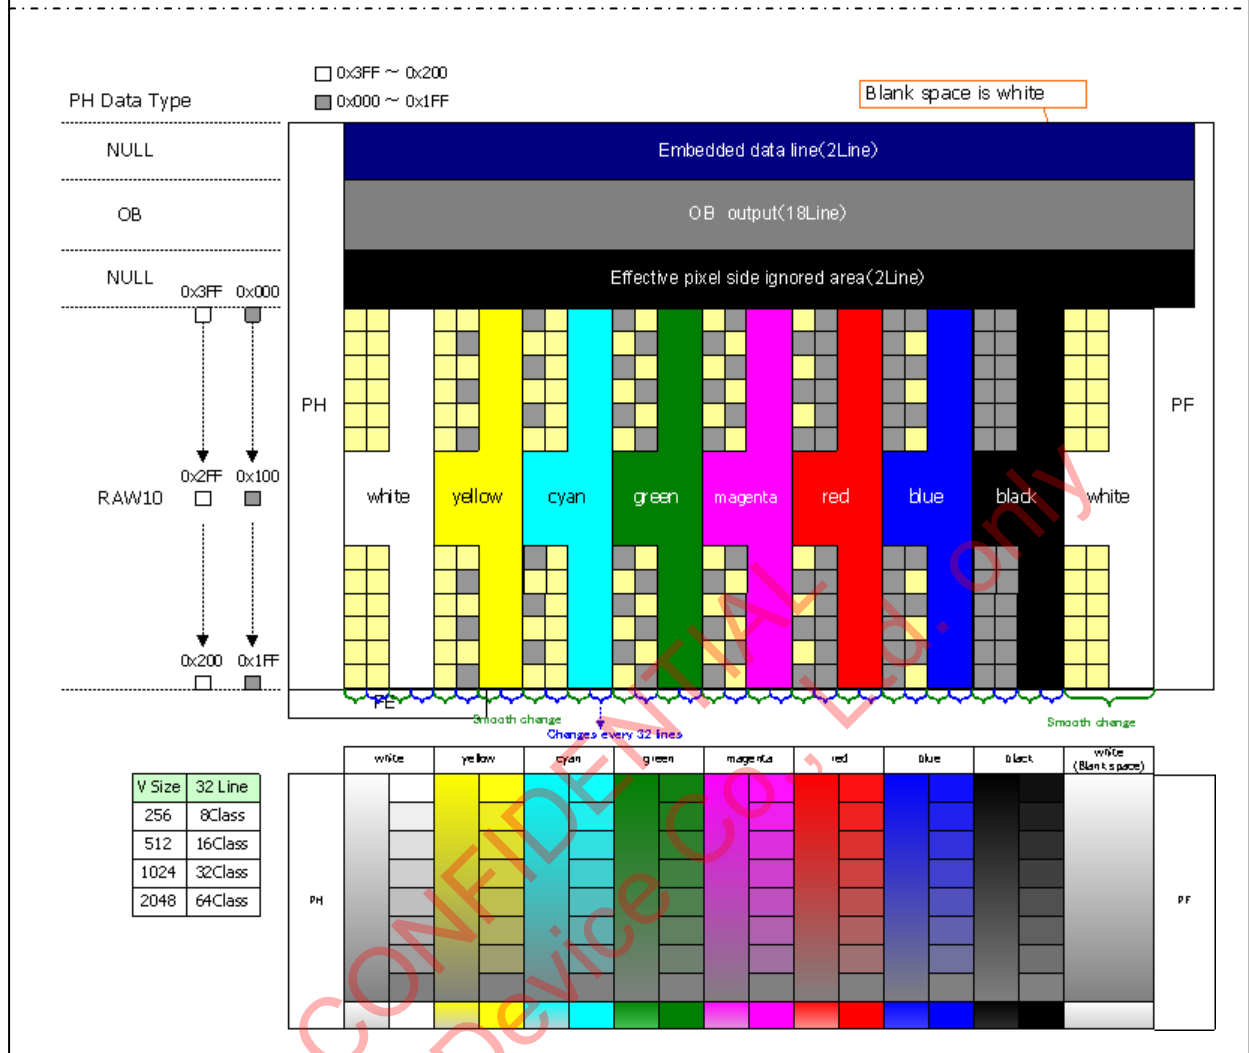 0x3FF ～ 0x200
PH Data Type
0x000 ～ 0x1FF
Blank space is white
NULL
Embedded data line(2Line)
OB
OB output(18Line)
NULL
Effective pixel side ignored area(2Line)
0x3FF 0x000
PH
PF
0x2FF 0x100
RAW10
white
yellow
cyan
green
magenta
red
blue
black
white
0x200 0x1FF
PF
Smooth change
Changes every 32 lines
Smooth change
white
yellow
cyan
green
magenta
red
blue
black
white
(Blank space)
V Size 32 Line
256 8Class
512 16Class
1024 32Class
2048 64Class
PH
PF
CONFIDENTIAL
Device Co., Ltd. only